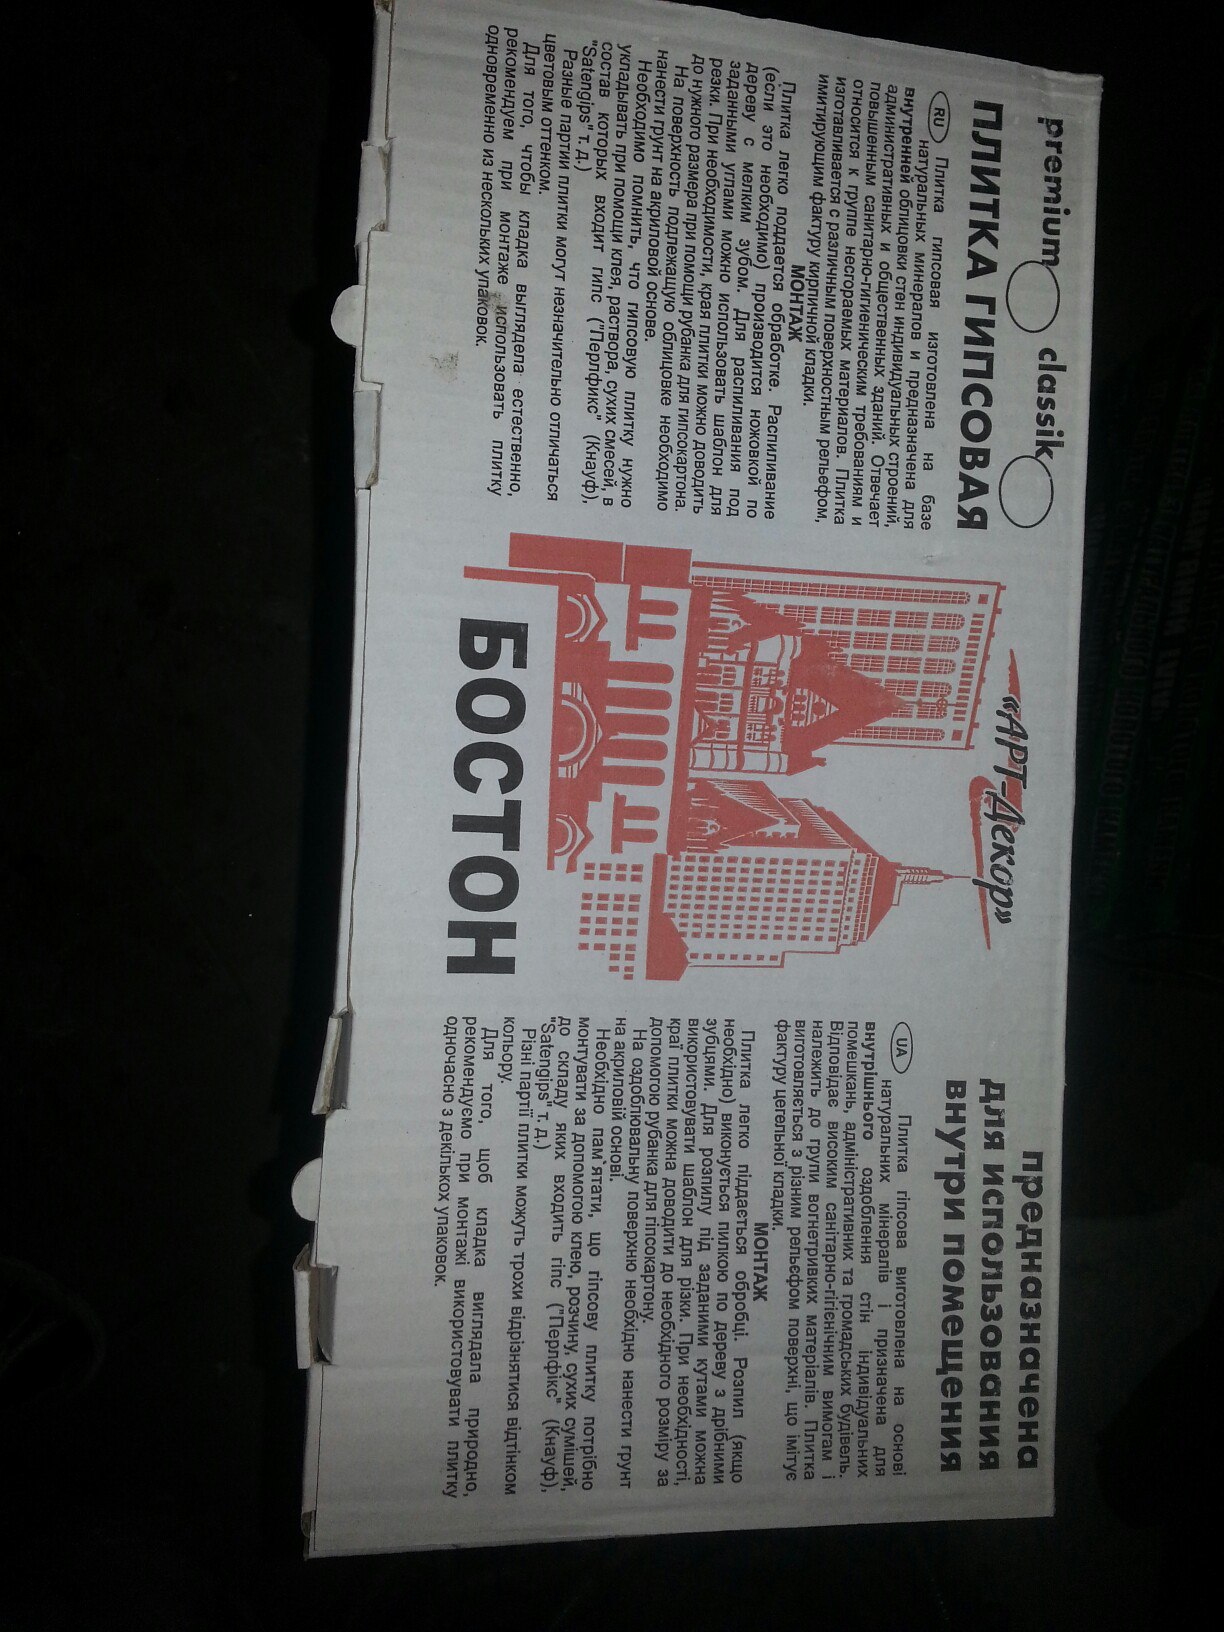 premium classik
ПЛИТКА ГИПСОВАЯ
RU Плитка гипсовая изготовлена на базе
натуральных минералов и предназначена для
внутренней облицовки стен индивидуальных строений,
административных и общественных зданий. Отвечает
повышенным санитарно-гигиеническим требованиям и
относится к группе несгораемых материалов. Плитка
изготавливается с различным поверхностным рельефом,
имитирующим фактуру кирпичной кладки.
МОНТАЖ
Плитка легко поддается обработке. Распиливание
(если это необходимо) производится ножовкой по
дереву с мелким зубом. Для распиливания под
заданными углами можно использовать шаблон для
резки. При необходимости, края плитки можно доводить
до нужного размера при помощи рубанка для гипсокартона.
На поверхность подлежащую облицовке необходимо
нанести грунт на акриловой основе.
Необходимо помнить, что гипсовую плитку нужно
укладывать при помощи клея, раствора, сухих смесей, в
состав которых входит гипс ("Перлфикс" (Кнауф),
"Satengips" т. д.)
Разные партии плитки могут незначительно отличаться
цветовым оттенком.
Для того, чтобы кладка выглядела естественно,
рекомендуем при монтаже использовать плитку
одновременно из нескольких упаковок.
«АРТ-Декор»
БОСТОН
предназначена
для использования
внутри помещения
UA Плитка гіпсова виготовлена на основі
натуральних мінералів і призначена для
внутрішнього оздоблення стін індивідуальних
помешкань, адміністративних та громадських будівель.
Відповідає високим санітарно-гігієнічним вимогам і
належить до групи вогнетривких матеріалів. Плитка
виготовляється з різним рельєфом поверхні, що імітує
фактуру цегельної кладки.
МОНТАЖ
Плитка легко піддається обробці. Розпил (якщо
необхідно) виконується пилкою по дереву з дрібними
зубцями. Для розпилу під заданими кутами можна
використовувати шаблон для різки. При необхідності,
краї плитки можна доводити до необхідного розміру за
допомогою рубанка для гіпсокартону.
На оздоблювальну поверхню необхідно нанести грунт
на акриловій основі.
Необхідно пам'ятати, що гіпсову плитку потрібно
монтувати за допомогою клею, розчину, сухих сумішей,
до складу яких входить гіпс ("Перлфікс" (Кнауф),
"Satengips" т. д.)
Різні партії плитки можуть трохи відрізнятися відтінком
кольору.
Для того, щоб кладка виглядала природно,
рекомендуємо при монтажі використовувати плитку
одночасно з декількох упаковок.